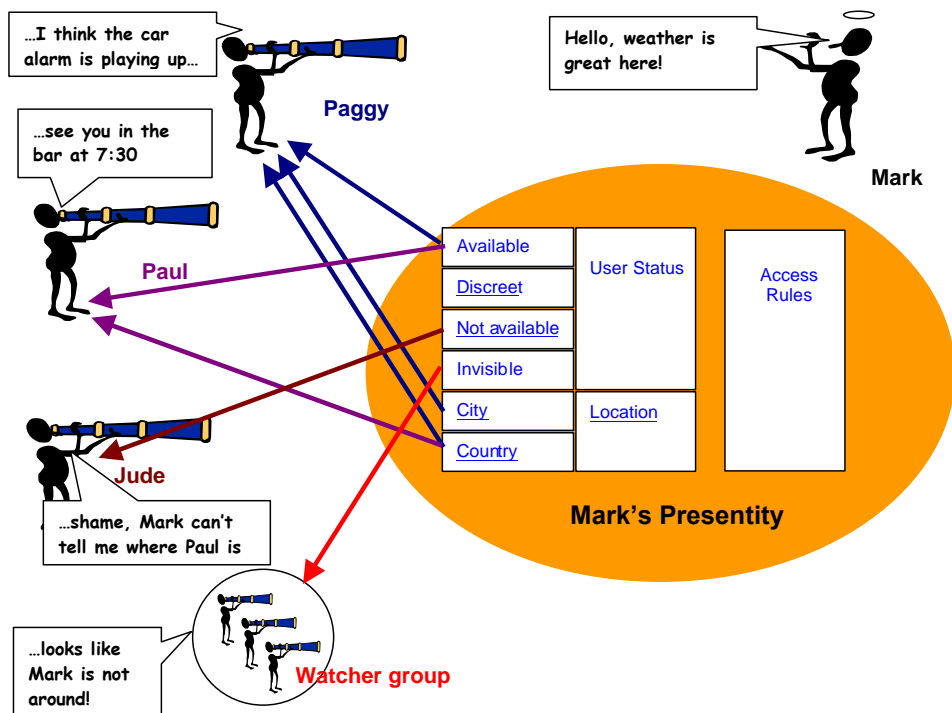 …I think the car
alarm is playing up…
Hello, weather is
great here!
Paggy
…see you in the
bar at 7:30
Mark
Paul
Available
Discreet
Not available
Invisible
City
Country
User Status
Location
Access
Rules
Mark’s Presentity
Jude
…shame, Mark can’t
tell me where Paul is
…looks like
Mark is not
around!
Watcher group